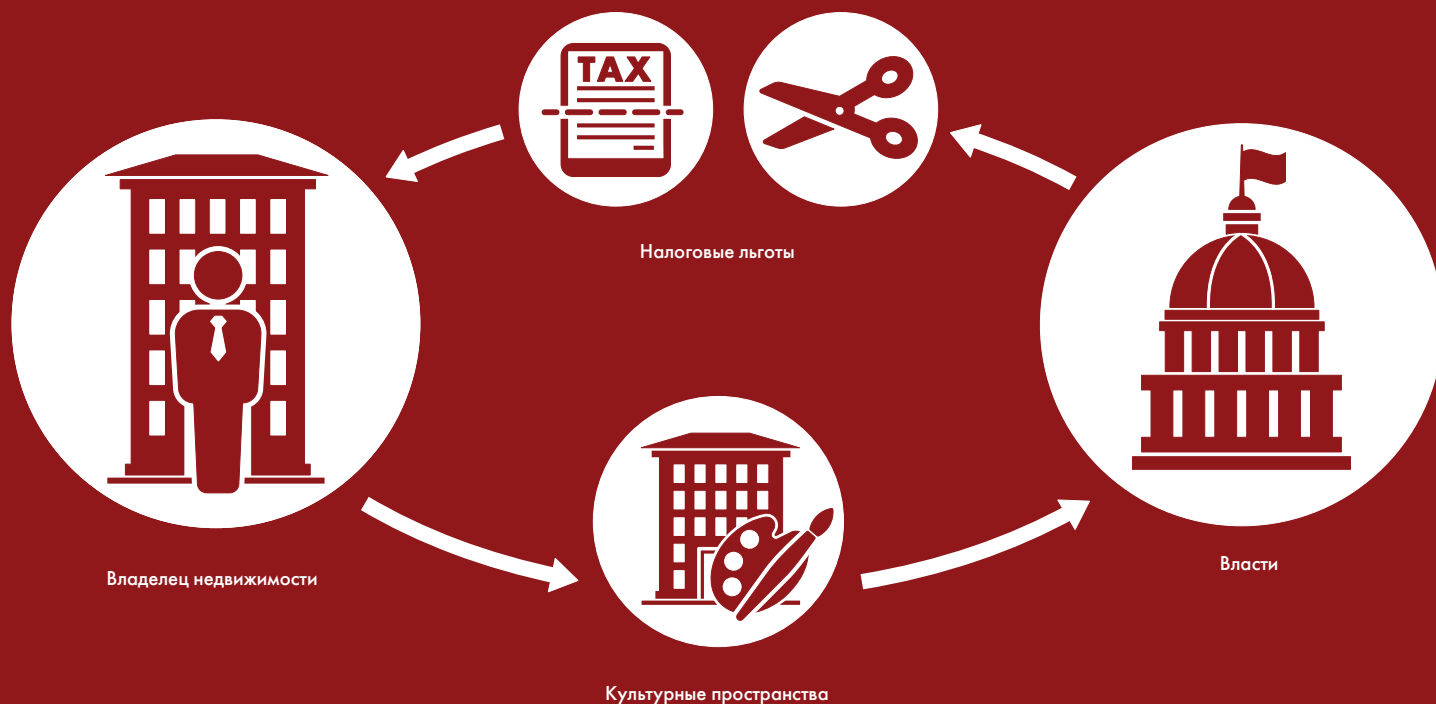 TAX
Налоговые льготы
Владелец недвижимости
Власти
Культурные пространства